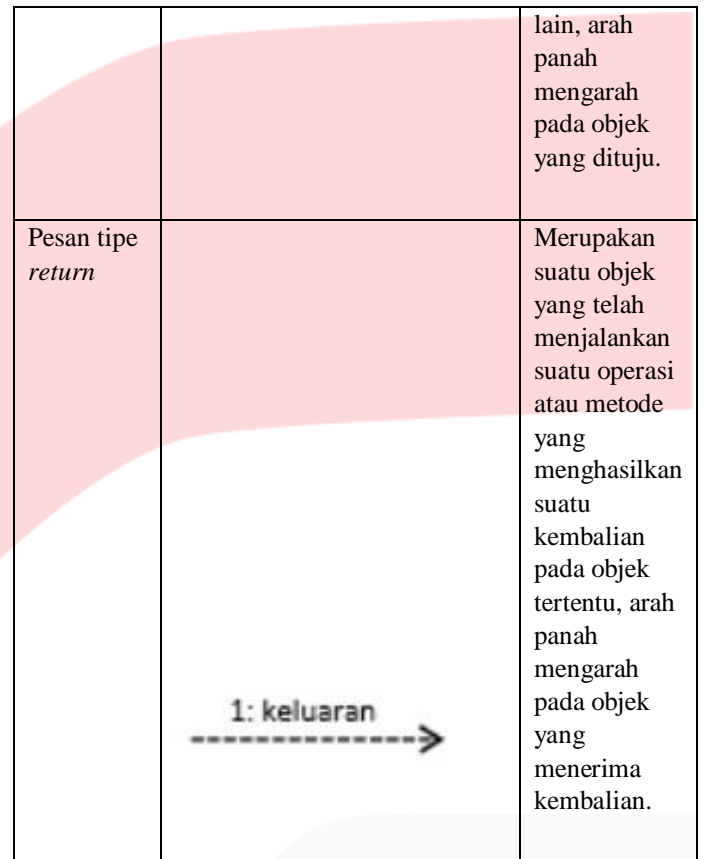 lain, arah
panah
mengarah
pada objek
yang dituju.
Pesan tipe
return
1: keluaran
Merupakan
suatu objek
yang telah
menjalankan
suatu operasi
atau metode
yang
menghasilkan
suatu
kembalian
pada objek
tertentu, arah
panah
mengarah
pada objek
yang
menerima
kembalian.